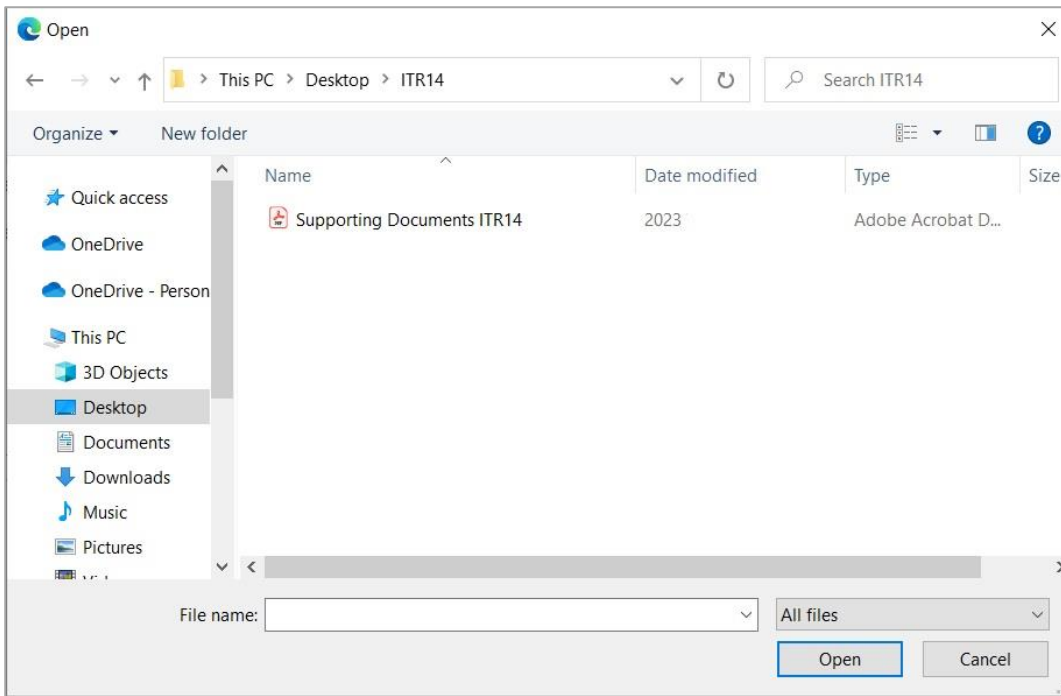 Open
This PC > Desktop > ITR14
Search ITR14
Organize
New folder
Name
Date modified
Type
Size
Supporting Documents ITR14
2023
Adobe Acrobat D...
Quick access
OneDrive
OneDrive - Person
This PC
3D Objects
Desktop
Documents
Downloads
Music
Pictures
File name:
All files
Open
Cancel